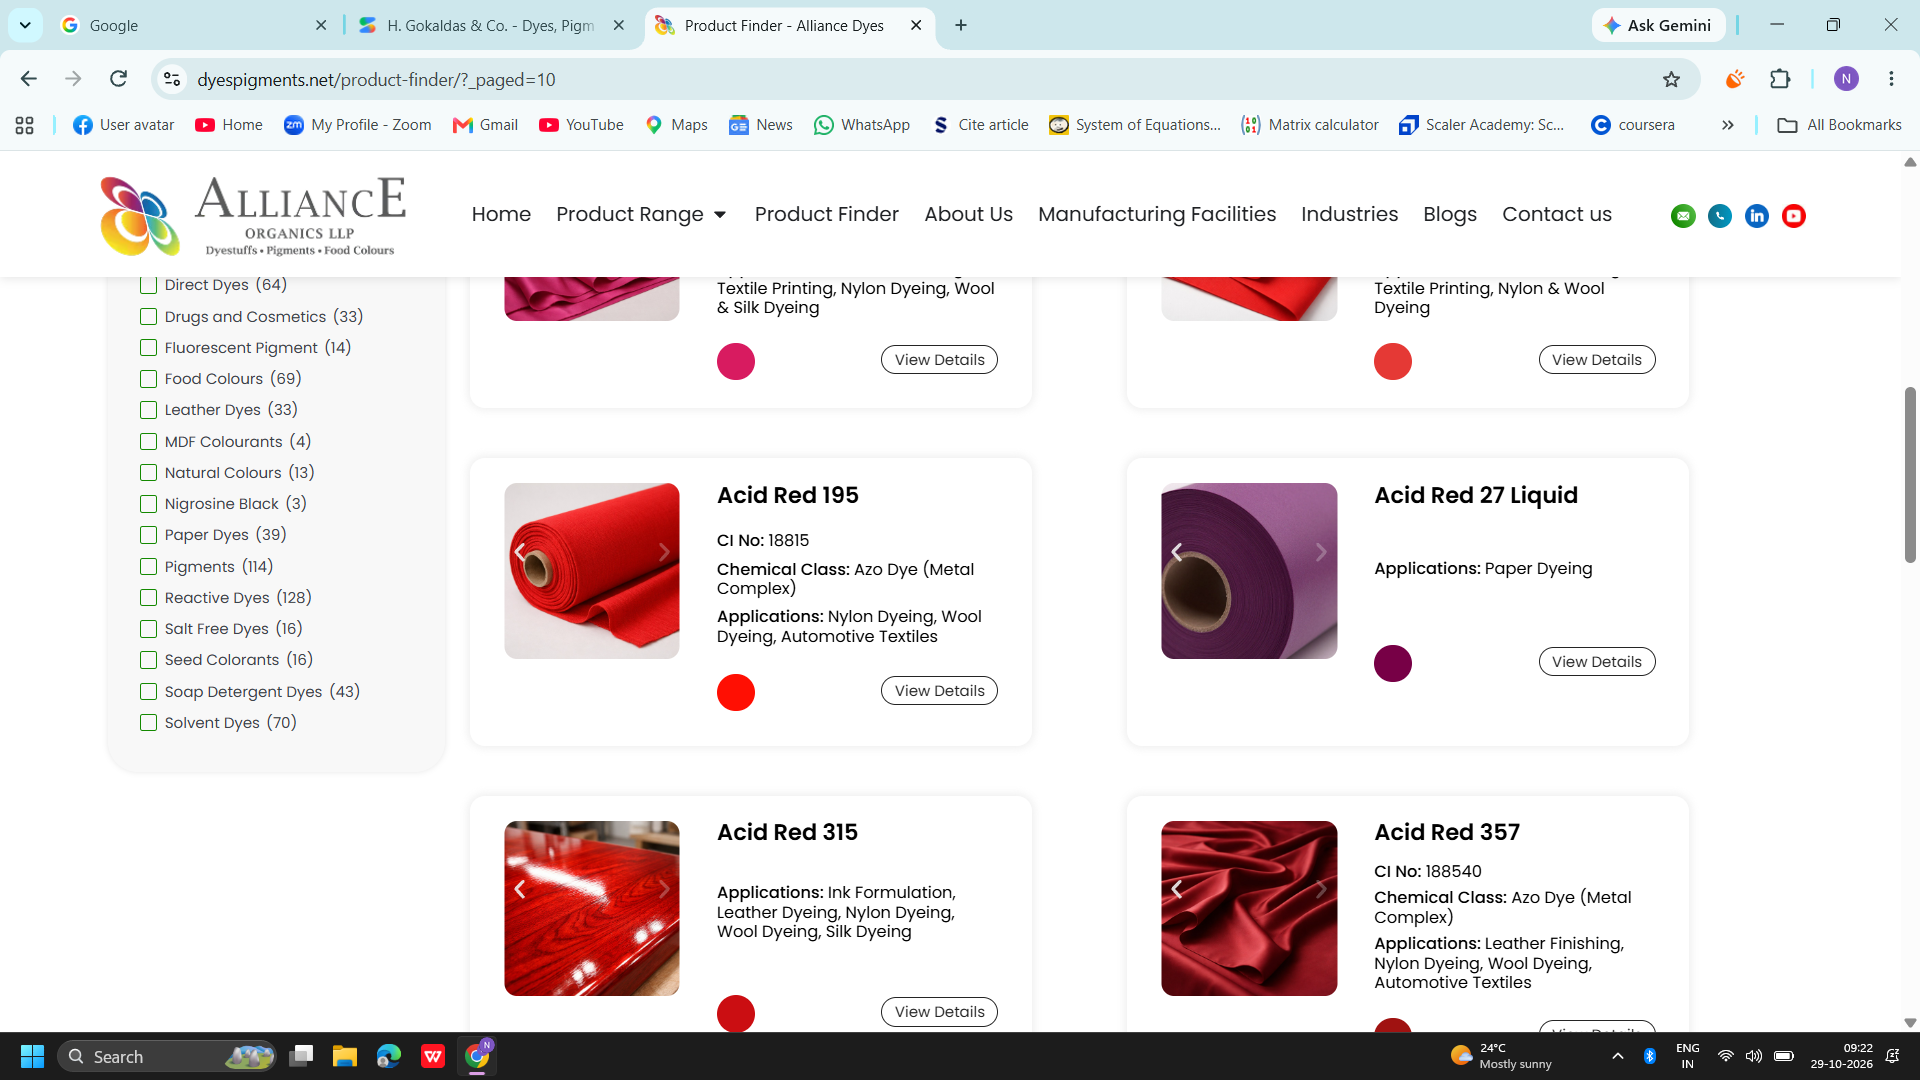 Google
H. Gokaldas & Co. - Dyes, Pigm
Product Finder - Alliance Dyes
Ask Gemini
dyespigments.net/product-finder/?_paged=10
N
User avatar
Home
My Profile - Zoom
Gmail
YouTube
Maps
News
WhatsApp
Cite article
System of Equations...
Matrix calculator
Scaler Academy: Sc...
coursera
All Bookmarks
ALLIANCE
ORGANICS LLP
Dyestuffs • Pigments • Food Colours
Home
Product Range
Product Finder
About Us
Manufacturing Facilities
Industries
Blogs
Contact us
Direct Dyes (64)
Drugs and Cosmetics (33)
Fluorescent Pigment (14)
Food Colours (69)
Leather Dyes (33)
MDF Colourants (4)
Natural Colours (13)
Nigrosine Black (3)
Paper Dyes (39)
Pigments (114)
Reactive Dyes (128)
Salt Free Dyes (16)
Seed Colorants (16)
Soap Detergent Dyes (43)
Solvent Dyes (70)
Textile Printing, Nylon Dyeing, Wool
& Silk Dyeing
View Details
Textile Printing, Nylon & Wool
Dyeing
View Details
Acid Red 195
CI No: 18815
Chemical Class: Azo Dye (Metal
Complex)
Applications: Nylon Dyeing, Wool
Dyeing, Automotive Textiles
View Details
Acid Red 27 Liquid
Applications: Paper Dyeing
View Details
Acid Red 315
Applications: Ink Formulation,
Leather Dyeing, Nylon Dyeing,
Wool Dyeing, Silk Dyeing
View Details
Acid Red 357
CI No: 188540
Chemical Class: Azo Dye (Metal
Complex)
Applications: Leather Finishing,
Nylon Dyeing, Wool Dyeing,
Automotive Textiles
Search
24°C
Mostly sunny
ENG
IN
09:22
29-10-2026